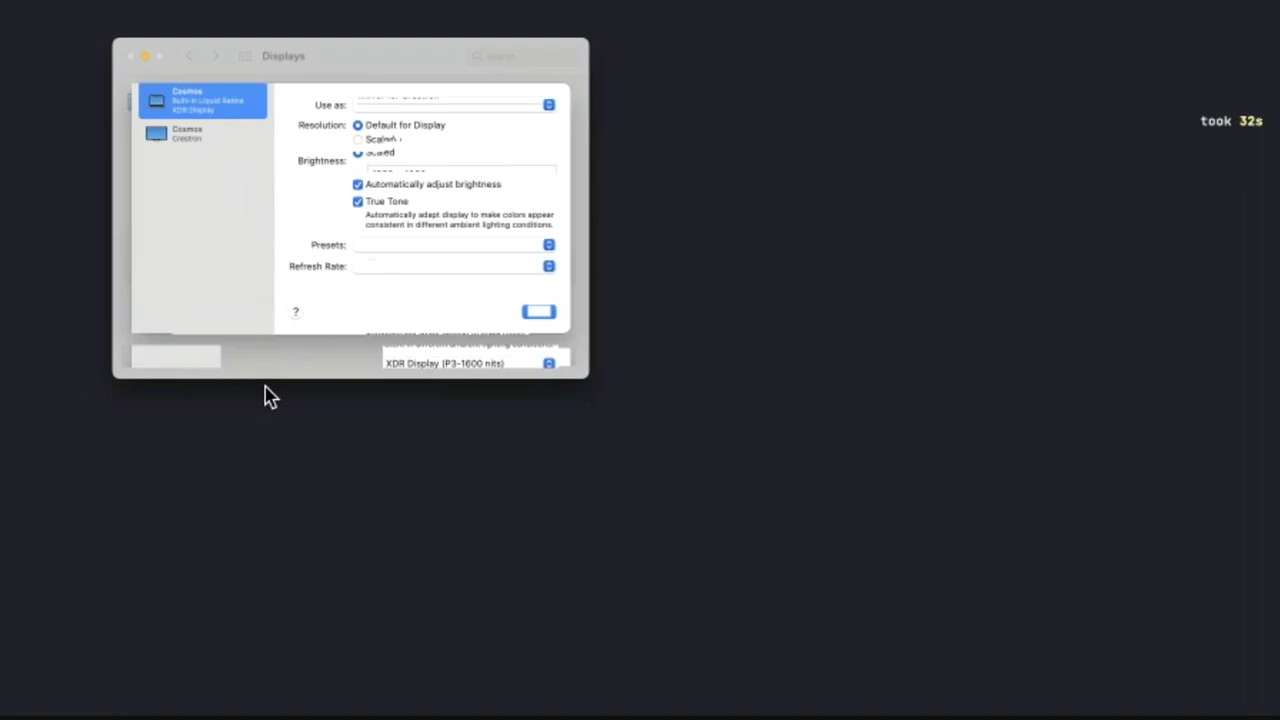 Displays
Search
took 32s
Cosmos
Built-in Liquid Retina
XDR Display
Cosmos
Crestron
Use as:
Resolution:
Default for Display
Scaled
Brightness:
Automatically adjust brightness
True Tone
Automatically adapt display to make colors appear
consistent in different ambient lighting conditions.
Presets:
Refresh Rate:
?
XDR Display (P3-1600 nits)